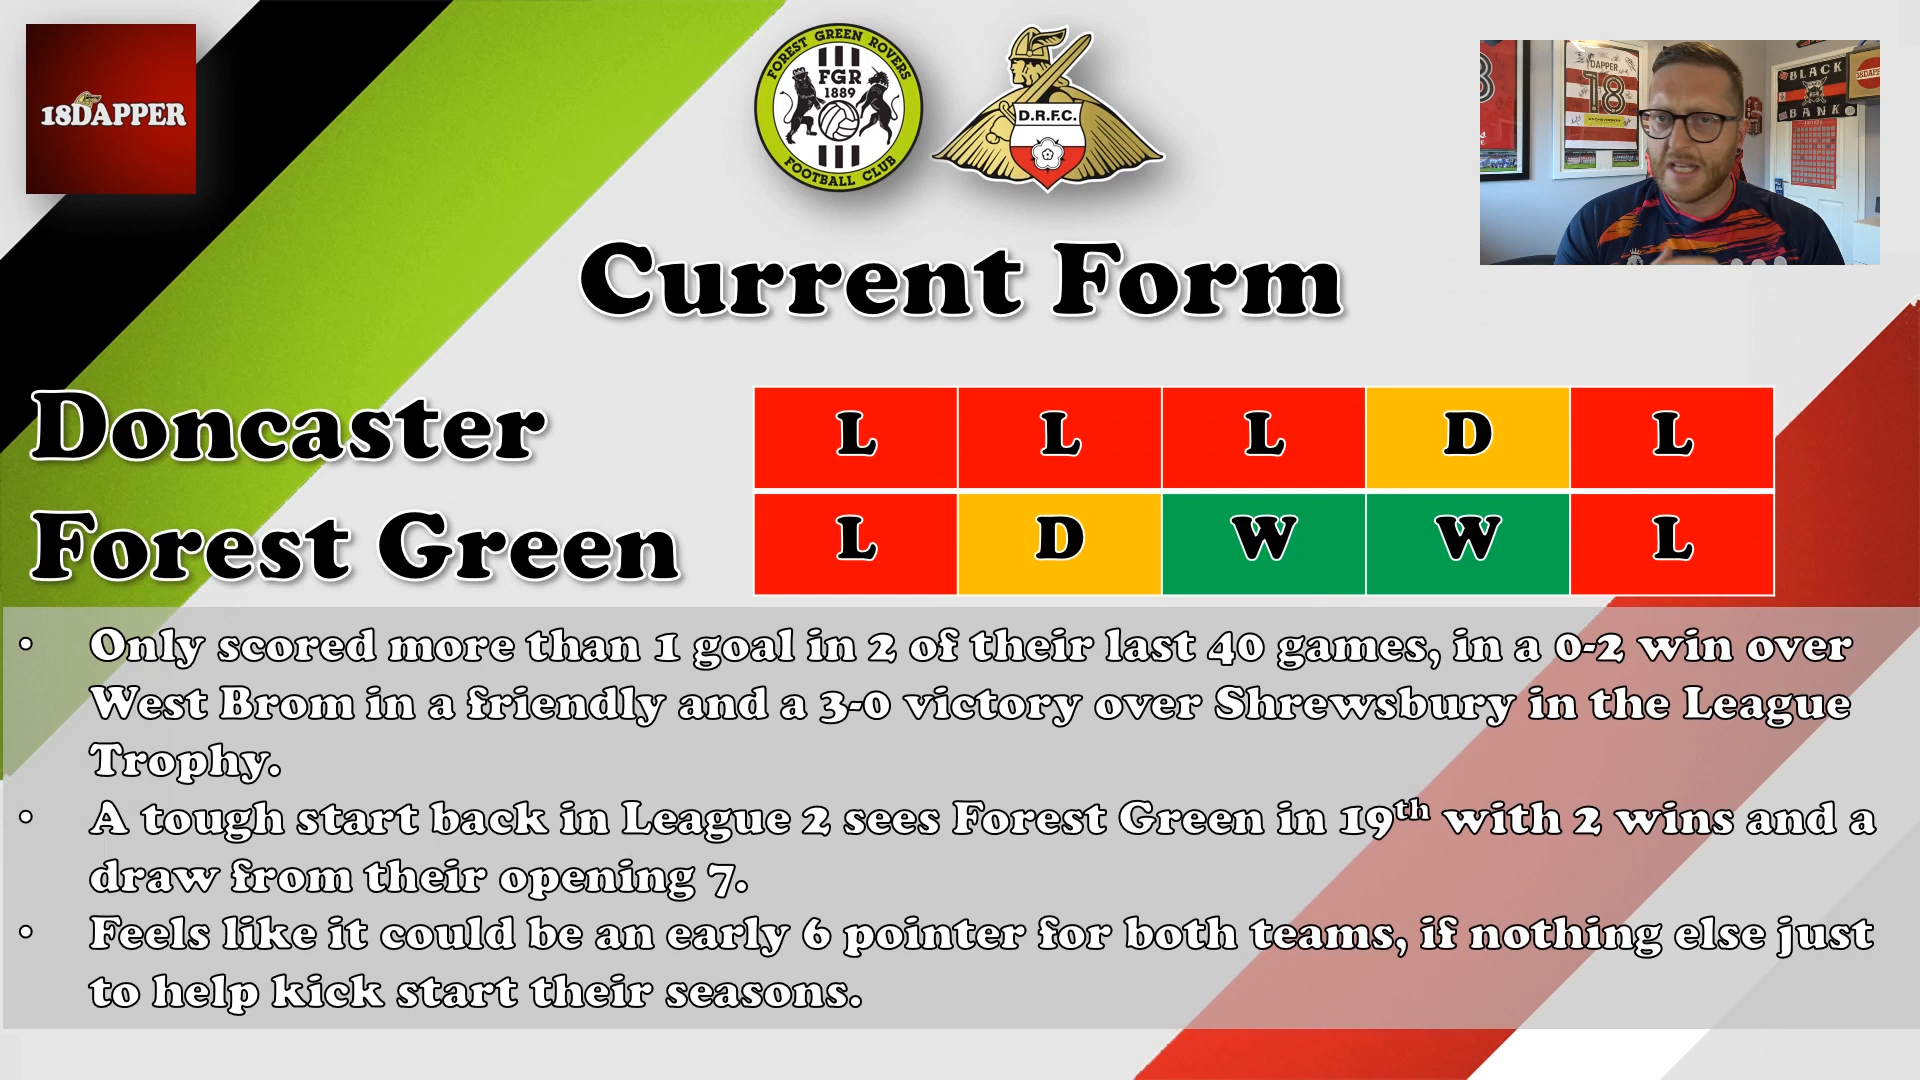 18DAPPER
FOREST GREEN ROVERS
FGR
1889
FOOTBALL CLUB
D.R.F.C.
DAPPER
18
BLACK
BANK
Current Form
Doncaster
L L L D L
Forest Green
L D W W L
• Only scored more than 1 goal in 2 of their last 40 games, in a 0-2 win over
West Brom in a friendly and a 3-0 victory over Shrewsbury in the League
Trophy.
• A tough start back in League 2 sees Forest Green in 19th with 2 wins and a
draw from their opening 7.
• Feels like it could be an early 6 pointer for both teams, if nothing else just
to help kick start their seasons.